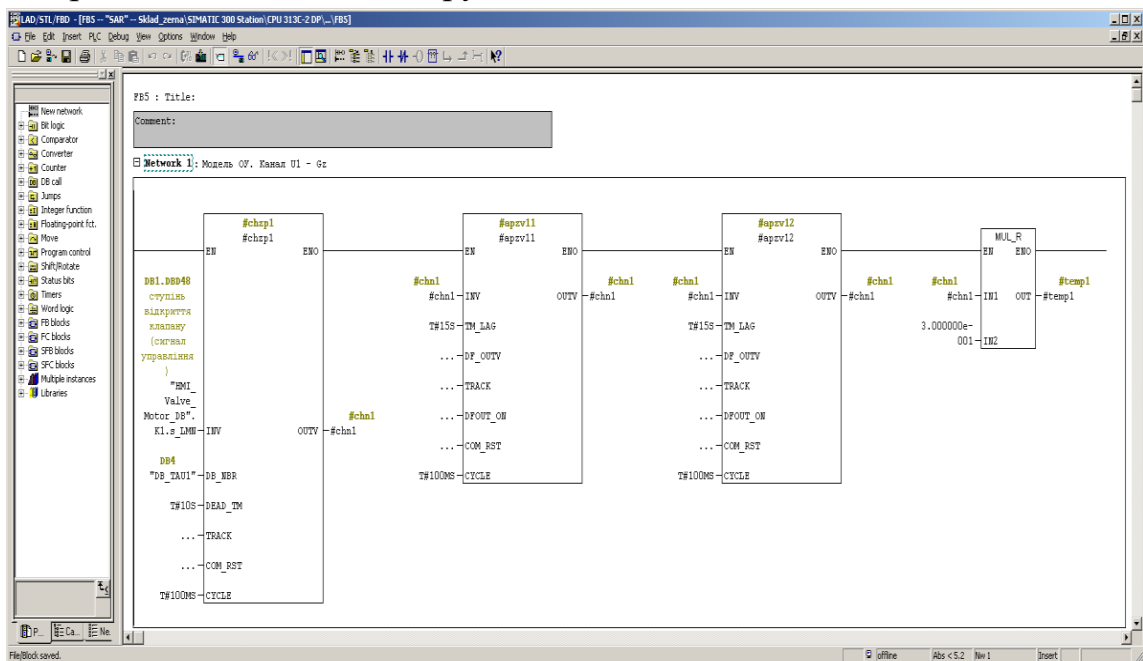 LAD/STL/FBD - [FB5 -- "SAR" -- Sklad_zerna\SIMATIC 300 Station\CPU 313C-2 DP\...\FB5]
File Edit Insert PLC Debug View Options Window Help
New network
Bit logic
Comparator
Converter
Counter
DB call
Jumps
Integer function
Floating-point fct.
Move
Program control
Shift/Rotate
Status bits
Timers
Word logic
FB blocks
FC blocks
SFB blocks
SFC blocks
Multiple instances
Libraries
P...
Ca...
Ne
FB5 : Title:
Comment:
Network 1 : Модель ОУ. Канал U1 - Gz
#chzp1
#chzp1
EN ENO
DB1.DBD48
ступінь
відкриття
клапану
(сигнал
управління
)
"HMI_
Valve_
Motor_DB".
K1.s_LMN INV OUTV #chn1
#chn1
DB4
"DB_TAU1" DB_NBR
T#10S DEAD_TM
... TRACK
... COM_RST
T#100MS CYCLE
#apzv11
#apzv11
EN ENO
#chn1 #chn1
#chn1 INV OUTV #chn1
T#15S TM_LAG
... DF_OUTV
... TRACK
... DFOUT_ON
... COM_RST
T#100MS CYCLE
#apzv12
#apzv12
EN ENO
#chn1 #chn1
#chn1 INV OUTV #chn1
T#15S TM_LAG
... DF_OUTV
... TRACK
... DFOUT_ON
... COM_RST
T#100MS CYCLE
MUL_R
EN ENO
#chn1 #temp1
#chn1 IN1 OUT #temp1
3.000000e-
001 IN2
File/Block saved.
offline Abs < 5.2 Nw 1 Insert